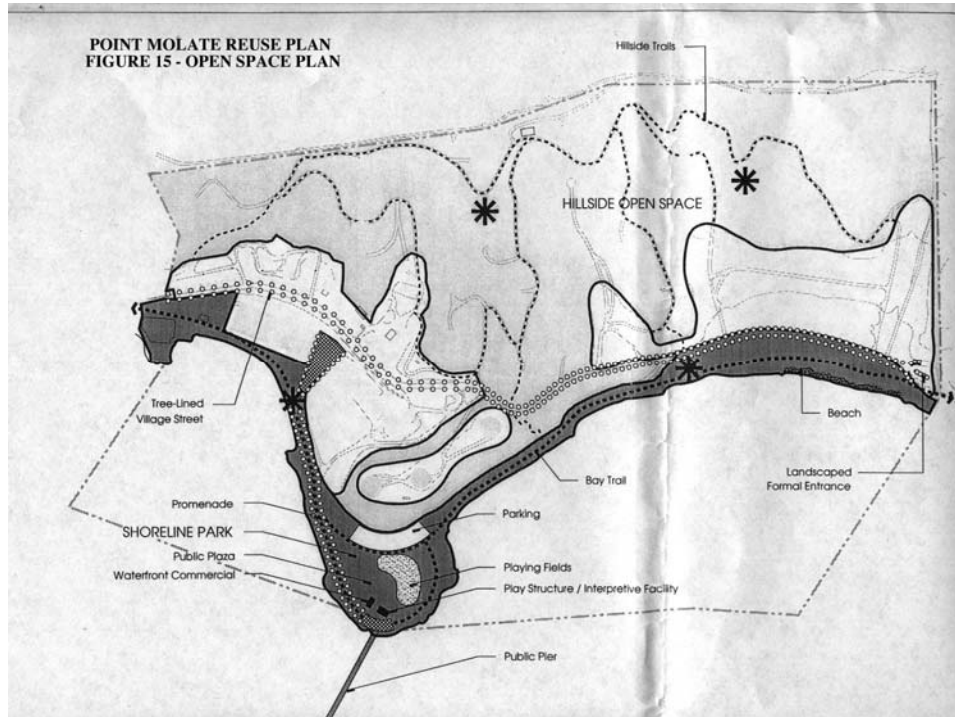 POINT MOLATE REUSE PLAN
FIGURE 15 - OPEN SPACE PLAN
Hillside Trails
HILLSIDE OPEN SPACE
Tree-Lined
Village Street
Beach
Landscaped
Formal Entrance
Bay Trail
Promenade
Parking
SHORELINE PARK
Public Plaza
Playing Fields
Waterfront Commercial
Play Structure / Interpretive Facility
Public Pier